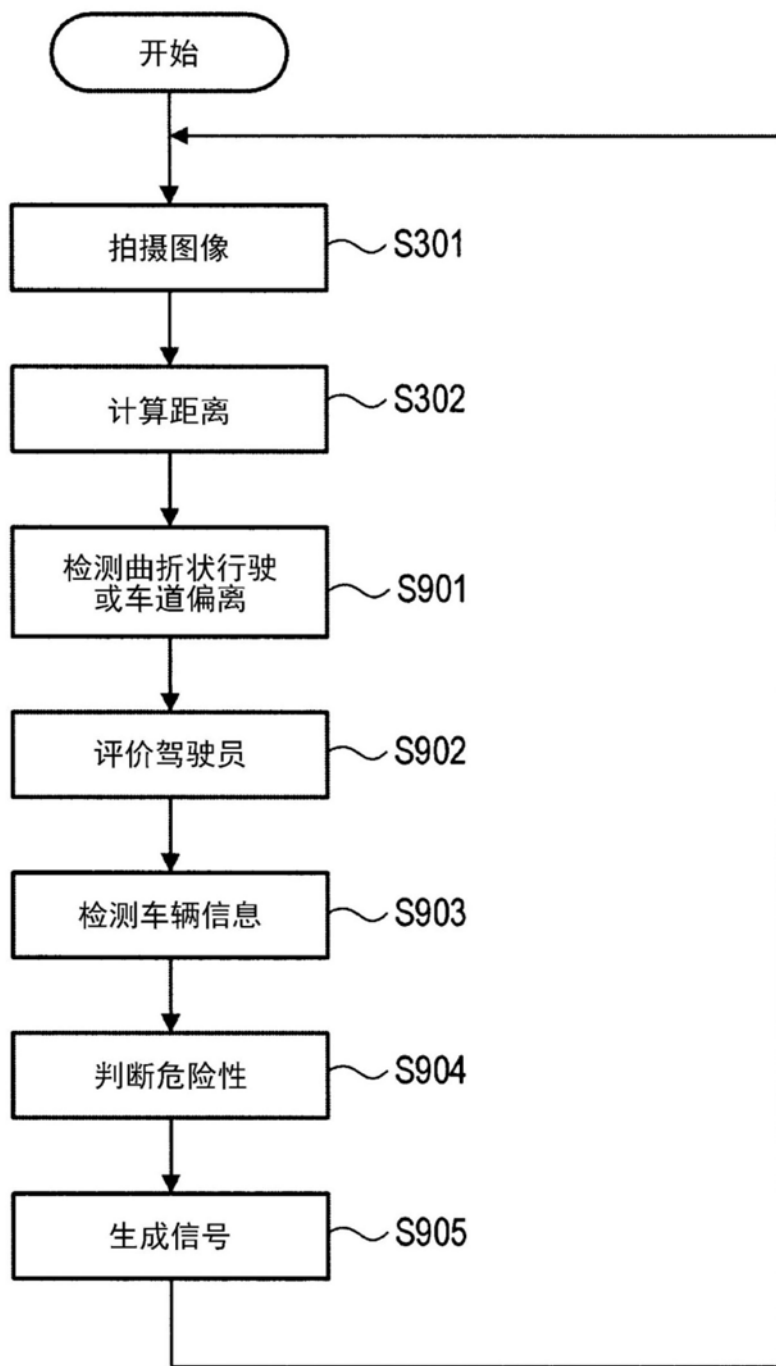 开始
拍摄图像
S301
计算距离
S302
检测曲折状行驶
或车道偏离
S901
评价驾驶员
S902
检测车辆信息
S903
判断危险性
S904
生成信号
S905